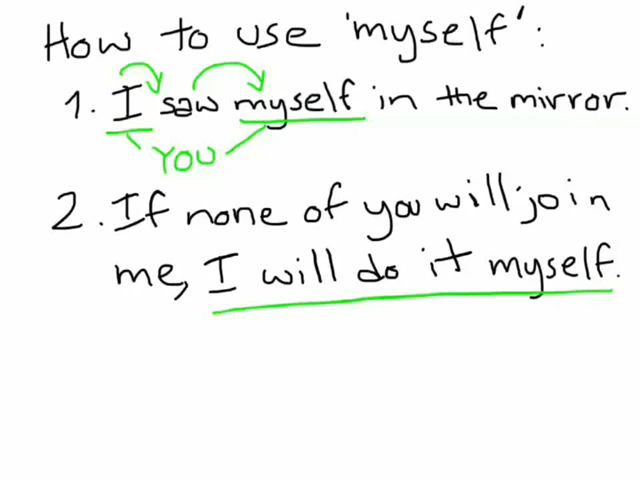 How to use 'myself':
1. I saw myself in the mirror.
YOU
2. If none of you will join
me, I will do it myself.